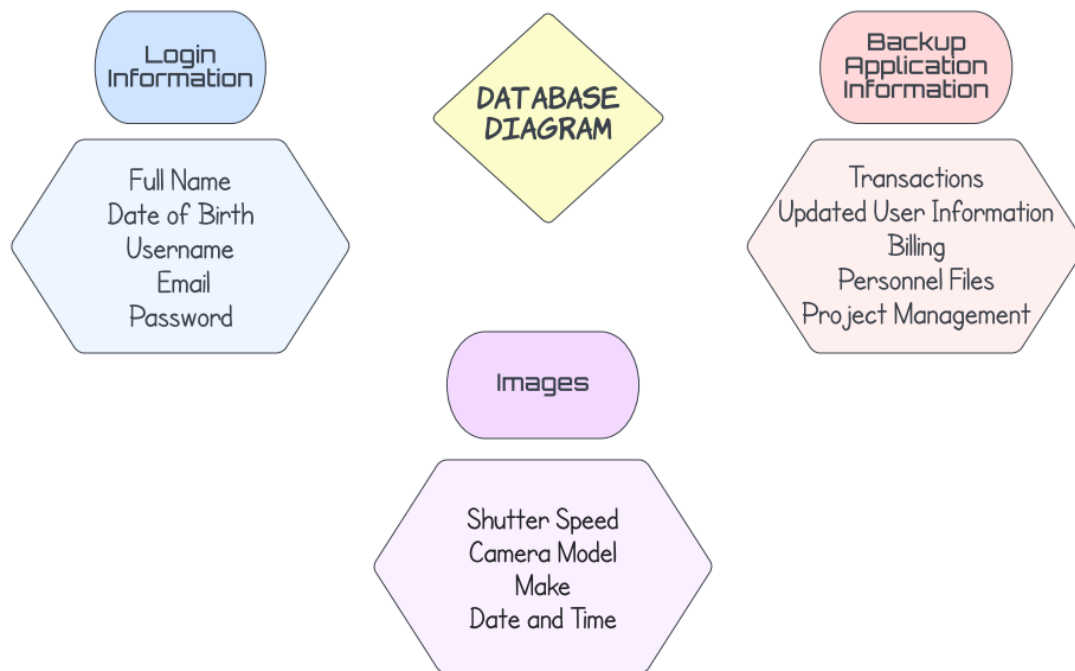 Login
Information
Full Name
Date of Birth
Username
Email
Password
DATABASE
DIAGRAM
Backup
Application
Information
Transactions
Updated User Information
Billing
Personnel Files
Project Management
Images
Shutter Speed
Camera Model
Make
Date and Time